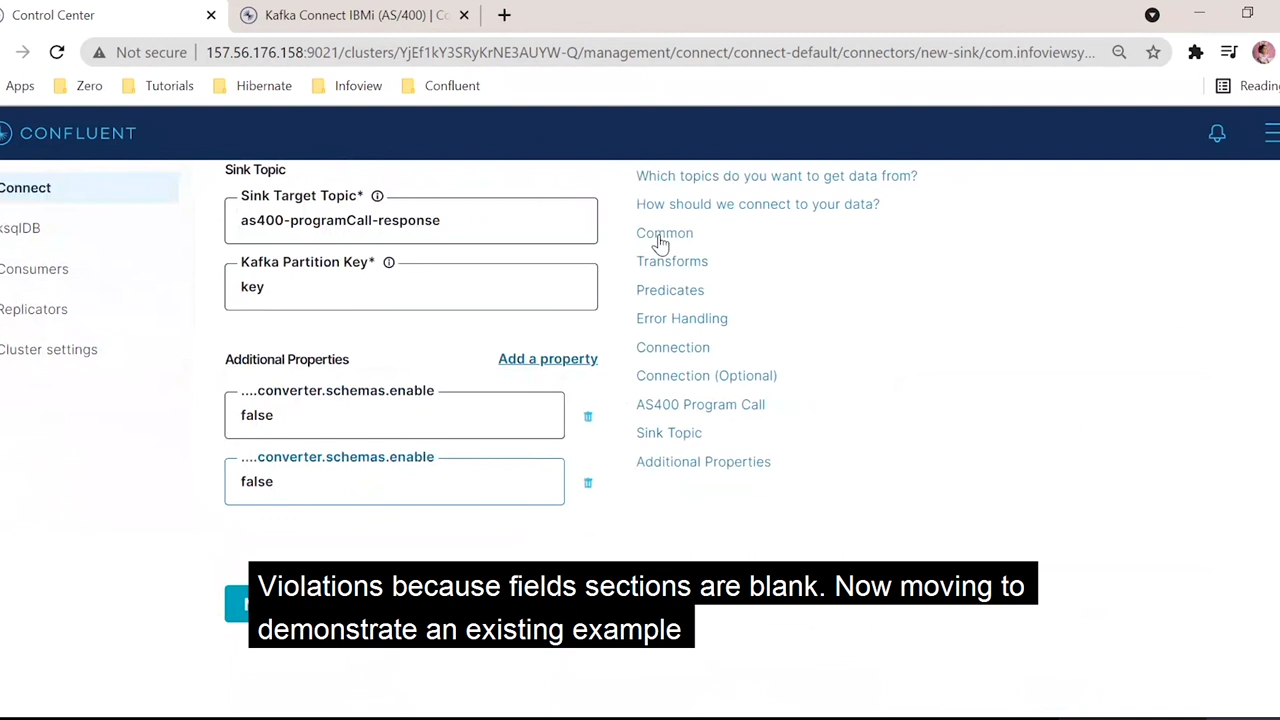 Control Center
Kafka Connect IBMi (AS/400) | Co
Not secure
157.56.176.158:9021/clusters/YjEf1kY3SRyKrNE3AUYW-Q/management/connect/connect-default/connectors/new-sink/com.infoviewsy...
Apps
Zero
Tutorials
Hibernate
Infoview
Confluent
Readin
CONFLUENT
Connect
ksqlDB
Consumers
Replicators
Cluster settings
Sink Topic
Sink Target Topic*
as400-programCall-response
Kafka Partition Key*
key
Additional Properties
Add a property
....converter.schemas.enable
false
....converter.schemas.enable
false
Which topics do you want to get data from?
How should we connect to your data?
Common
Transforms
Predicates
Error Handling
Connection
Connection (Optional)
AS400 Program Call
Sink Topic
Additional Properties
Violations because fields sections are blank. Now moving to
demonstrate an existing example